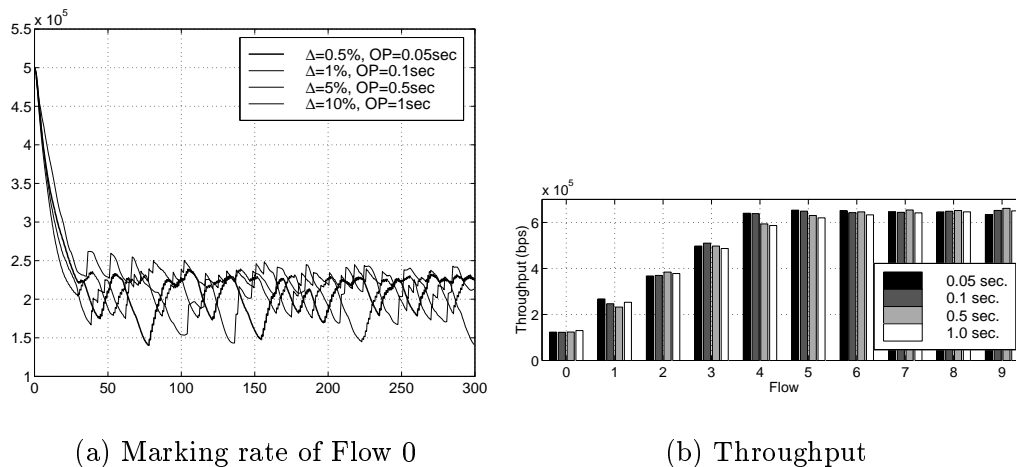 x 10^5
5.5
5
4.5
4
3.5
3
2.5
2
1.5
1
0 50 100 150 200 250 300
Δ=0.5%, OP=0.05sec
Δ=1%, OP=0.1sec
Δ=5%, OP=0.5sec
Δ=10%, OP=1sec
(a) Marking rate of Flow 0
x 10^5
6
4
2
0
Throughput (bps)
0 1 2 3 4 5 6 7 8 9
Flow
0.05 sec.
0.1 sec.
0.5 sec.
1.0 sec.
(b) Throughput